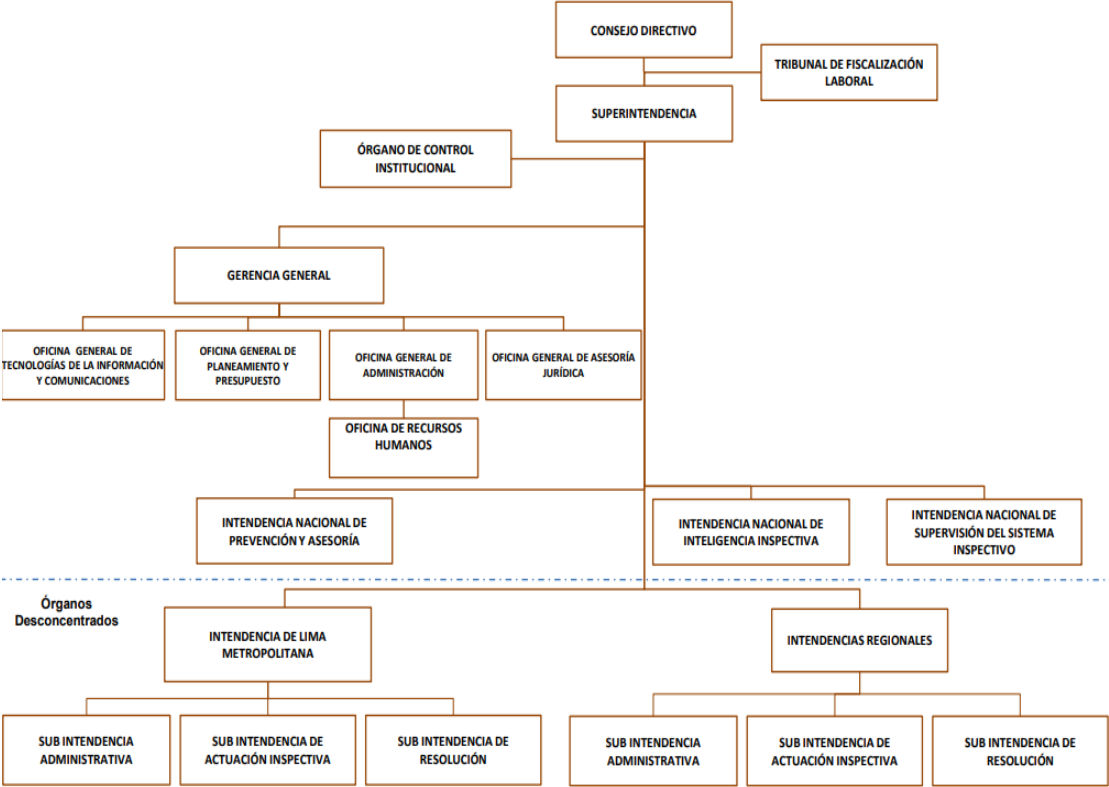 CONSEJO DIRECTIVO
TRIBUNAL DE FISCALIZACIÓN
LABORAL
SUPERINTENDENCIA
ÓRGANO DE CONTROL
INSTITUCIONAL
GERENCIA GENERAL
OFICINA GENERAL DE
TECNOLOGÍAS DE LA INFORMACIÓN
Y COMUNICACIONES
OFICINA GENERAL DE
PLANEAMIENTO Y
PRESUPUESTO
OFICINA GENERAL DE
ADMINISTRACIÓN
OFICINA GENERAL DE ASESORÍA
JURÍDICA
OFICINA DE RECURSOS
HUMANOS
INTENDENCIA NACIONAL DE
PREVENCIÓN Y ASESORÍA
INTENDENCIA NACIONAL DE
INTELIGENCIA INSPECTIVA
INTENDENCIA NACIONAL DE
SUPERVISIÓN DEL SISTEMA
INSPECTIVO
Órganos
Desconcentrados
INTENDENCIA DE LIMA
METROPOLITANA
INTENDENCIAS REGIONALES
SUB INTENDENCIA
ADMINISTRATIVA
SUB INTENDENCIA DE
ACTUACIÓN INSPECTIVA
SUB INTENDENCIA DE
RESOLUCIÓN
SUB INTENDENCIA
ADMINISTRATIVA
SUB INTENDENCIA DE
ACTUACIÓN INSPECTIVA
SUB INTENDENCIA DE
RESOLUCIÓN